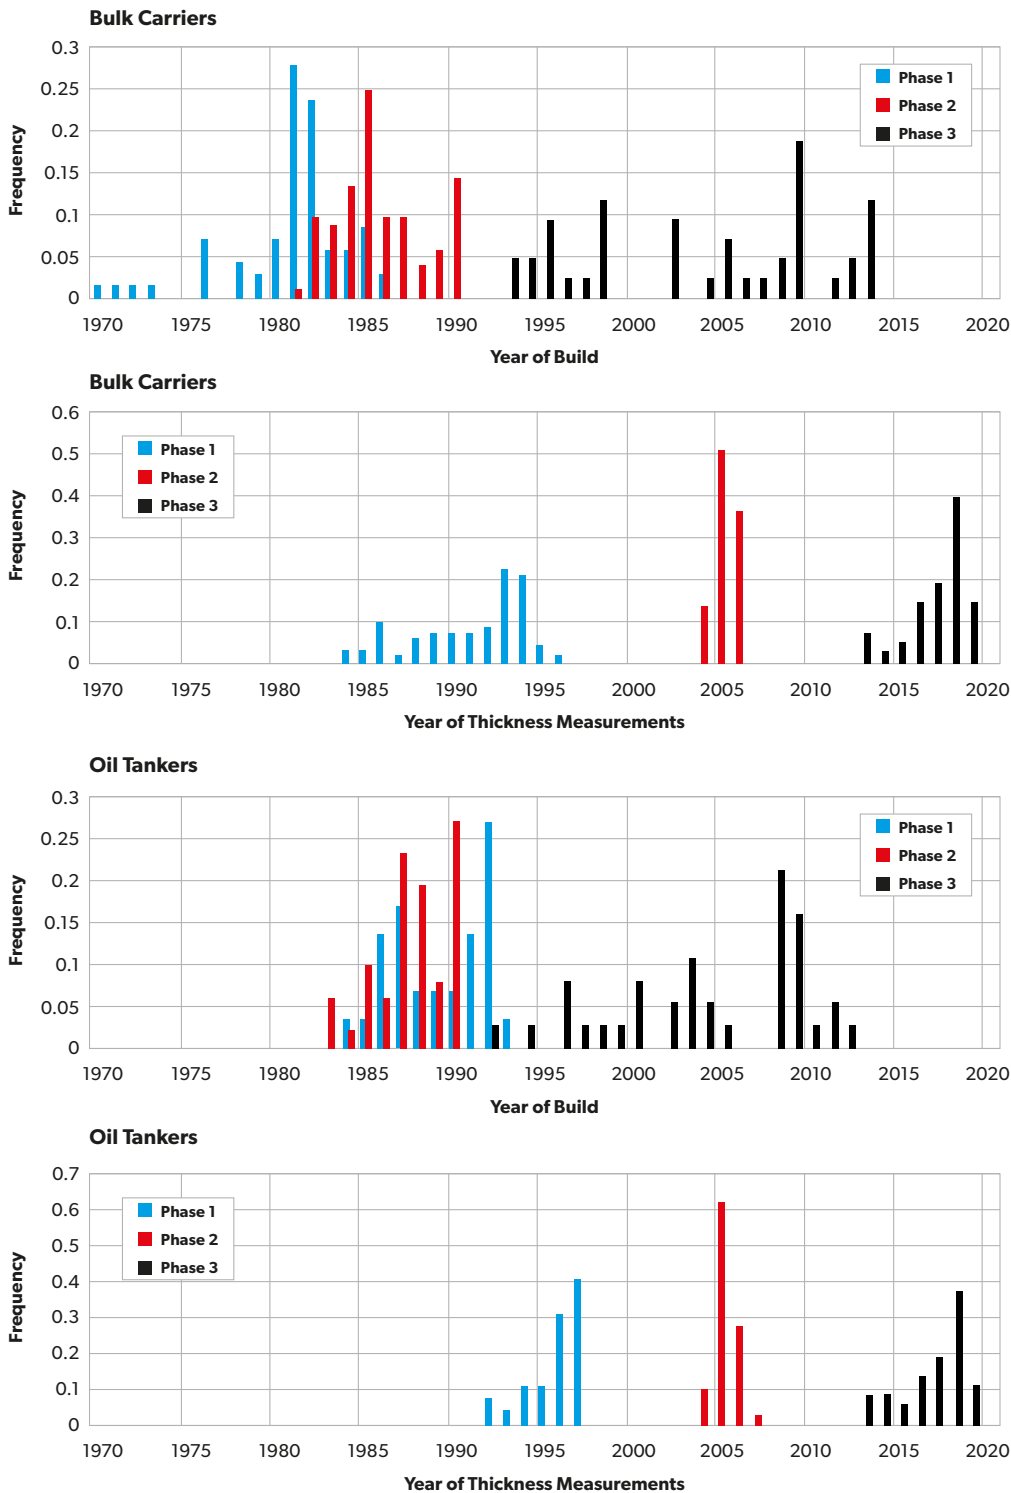 Bulk Carriers
0.3
0.25
0.2
0.15
0.1
0.05
0
Frequency
Phase 1
Phase 2
Phase 3
1970 1975 1980 1985 1990 1995 2000 2005 2010 2015 2020
Year of Build
Bulk Carriers
0.6
0.5
0.4
0.3
0.2
0.1
0
Frequency
Phase 1
Phase 2
Phase 3
1970 1975 1980 1985 1990 1995 2000 2005 2010 2015 2020
Year of Thickness Measurements
Oil Tankers
0.3
0.25
0.2
0.15
0.1
0.05
0
Frequency
Phase 1
Phase 2
Phase 3
1970 1975 1980 1985 1990 1995 2000 2005 2010 2015 2020
Year of Build
Oil Tankers
0.7
0.6
0.5
0.4
0.3
0.2
0.1
0
Frequency
Phase 1
Phase 2
Phase 3
1970 1975 1980 1985 1990 1995 2000 2005 2010 2015 2020
Year of Thickness Measurements